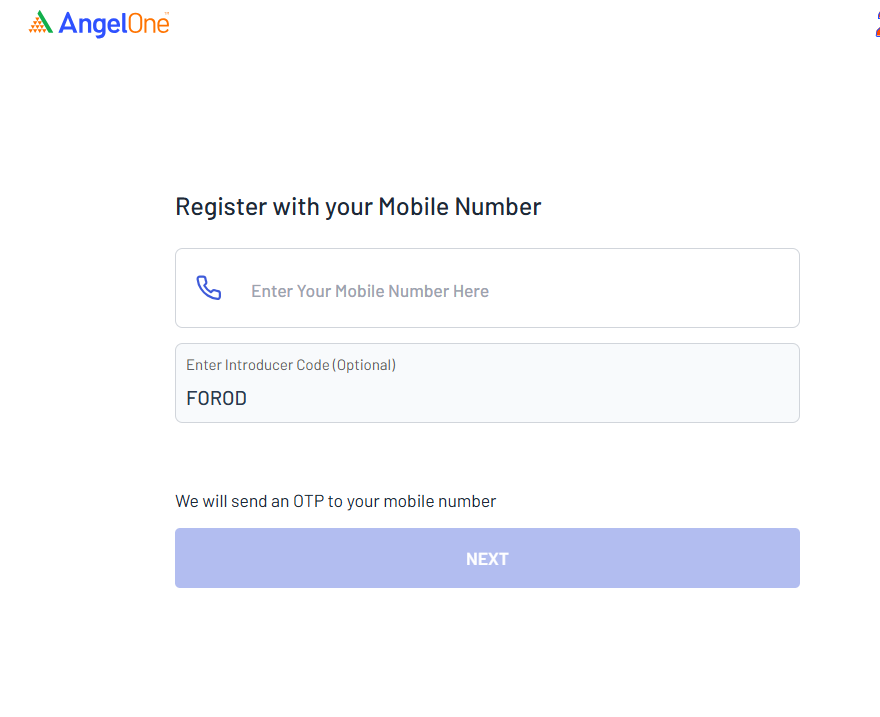 AngelOne™
Register with your Mobile Number
Enter Your Mobile Number Here
Enter Introducer Code (Optional)
FOROD
We will send an OTP to your mobile number
NEXT